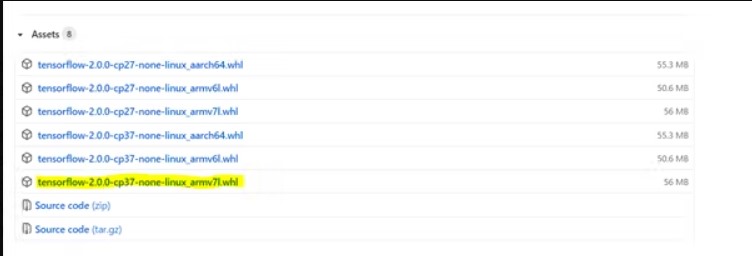 Assets 8
tensorflow-2.0.0-cp27-none-linux_aarch64.whl 55.3 MB
tensorflow-2.0.0-cp27-none-linux_armv6l.whl 50.6 MB
tensorflow-2.0.0-cp27-none-linux_armv7l.whl 56 MB
tensorflow-2.0.0-cp37-none-linux_aarch64.whl 55.3 MB
tensorflow-2.0.0-cp37-none-linux_armv6l.whl 50.6 MB
tensorflow-2.0.0-cp37-none-linux_armv7l.whl 56 MB
Source code (zip)
Source code (tar.gz)